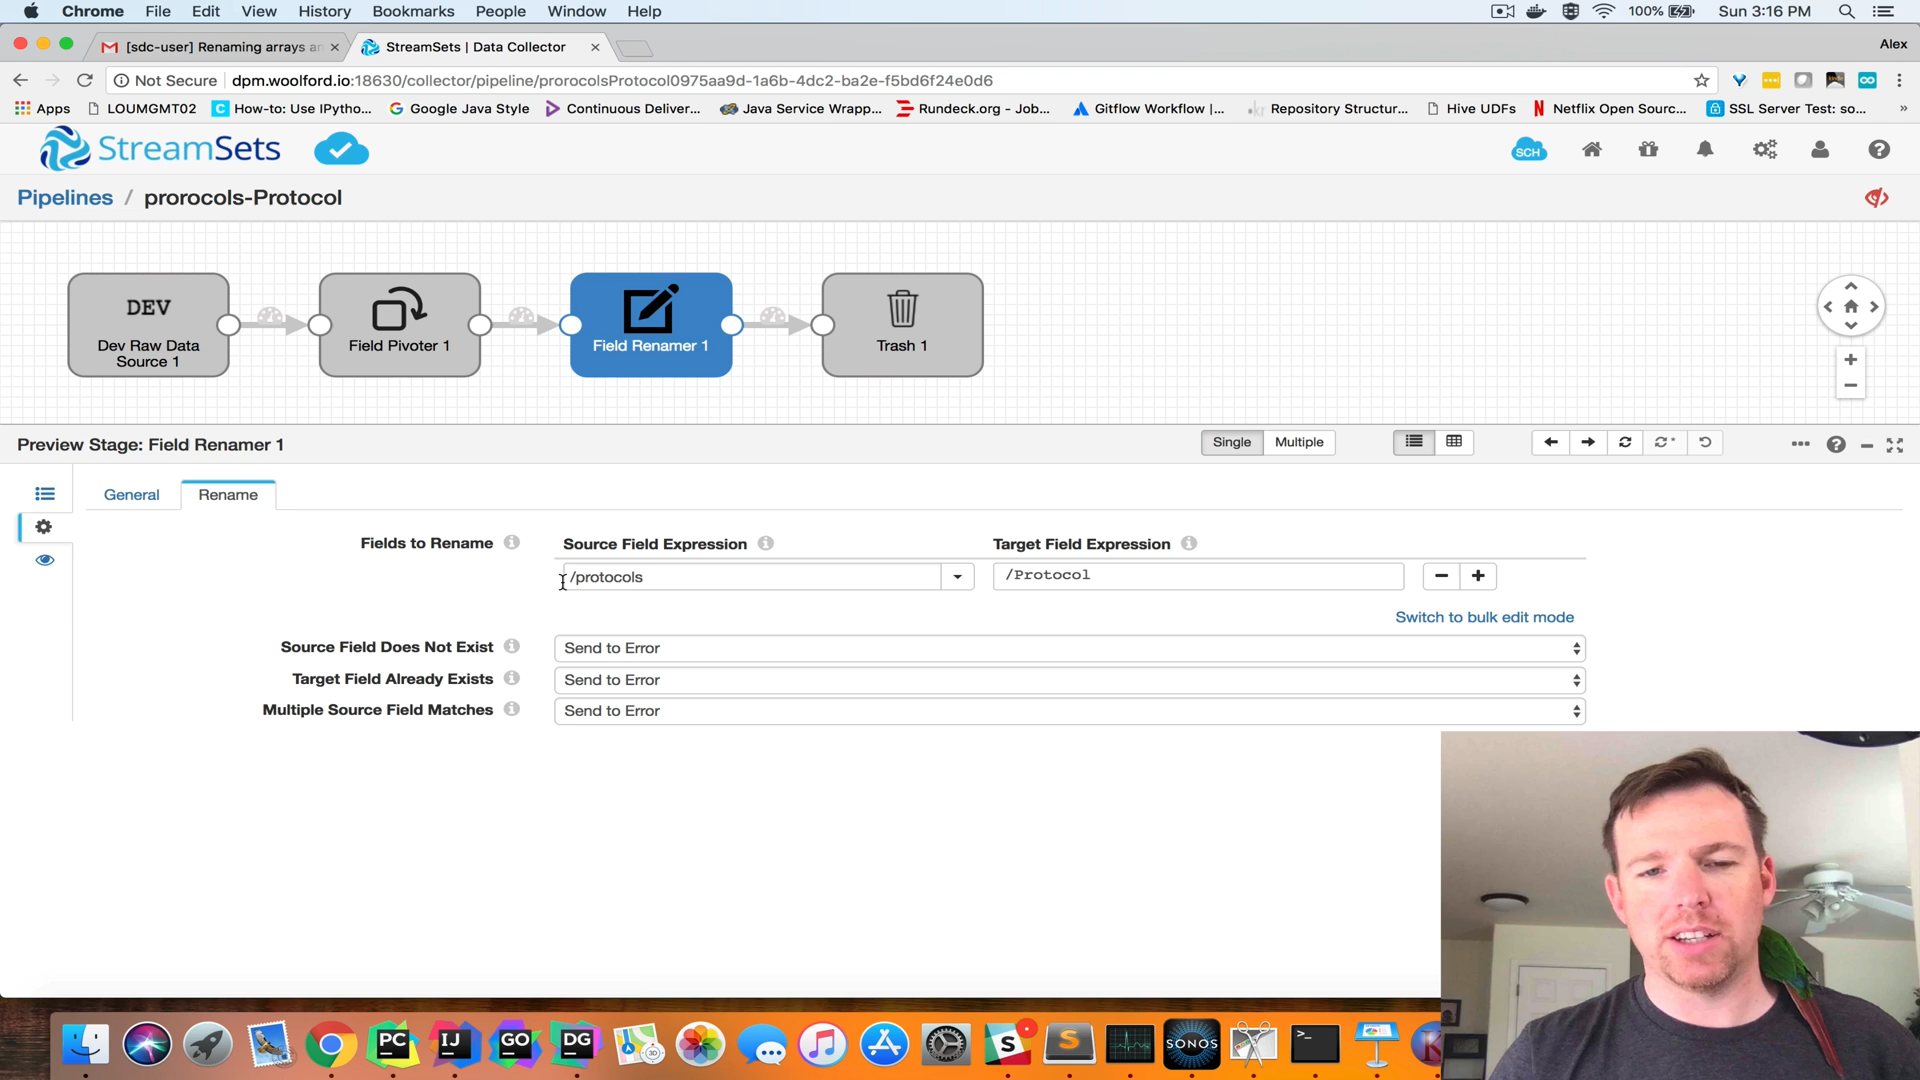 Chrome File Edit View History Bookmarks People Window Help 100% Sun 3:16 PM
[sdc-user] Renaming arrays an StreamSets | Data Collector Alex
Not Secure dpm.woolford.io:18630/collector/pipeline/prorocolsProtocol0975aa9d-1a6b-4dc2-ba2e-f5bd6f24e0d6
Apps LOUMGMT02 How-to: Use IPytho... Google Java Style Continuous Deliver... Java Service Wrapp... Rundeck.org - Job... Gitflow Workflow |... Repository Structur... Hive UDFs Netflix Open Sourc... SSL Server Test: so... »
StreamSets SCH
Pipelines / prorocols-Protocol
DEV
Dev Raw Data
Source 1
Field Pivoter 1
Field Renamer 1
Trash 1
Preview Stage: Field Renamer 1 Single Multiple
General Rename
Fields to Rename Source Field Expression Target Field Expression
/protocols /Protocol
Switch to bulk edit mode
Source Field Does Not Exist Send to Error
Target Field Already Exists Send to Error
Multiple Source Field Matches Send to Error
PC IJ GO DG 3D S SONOS >_ K